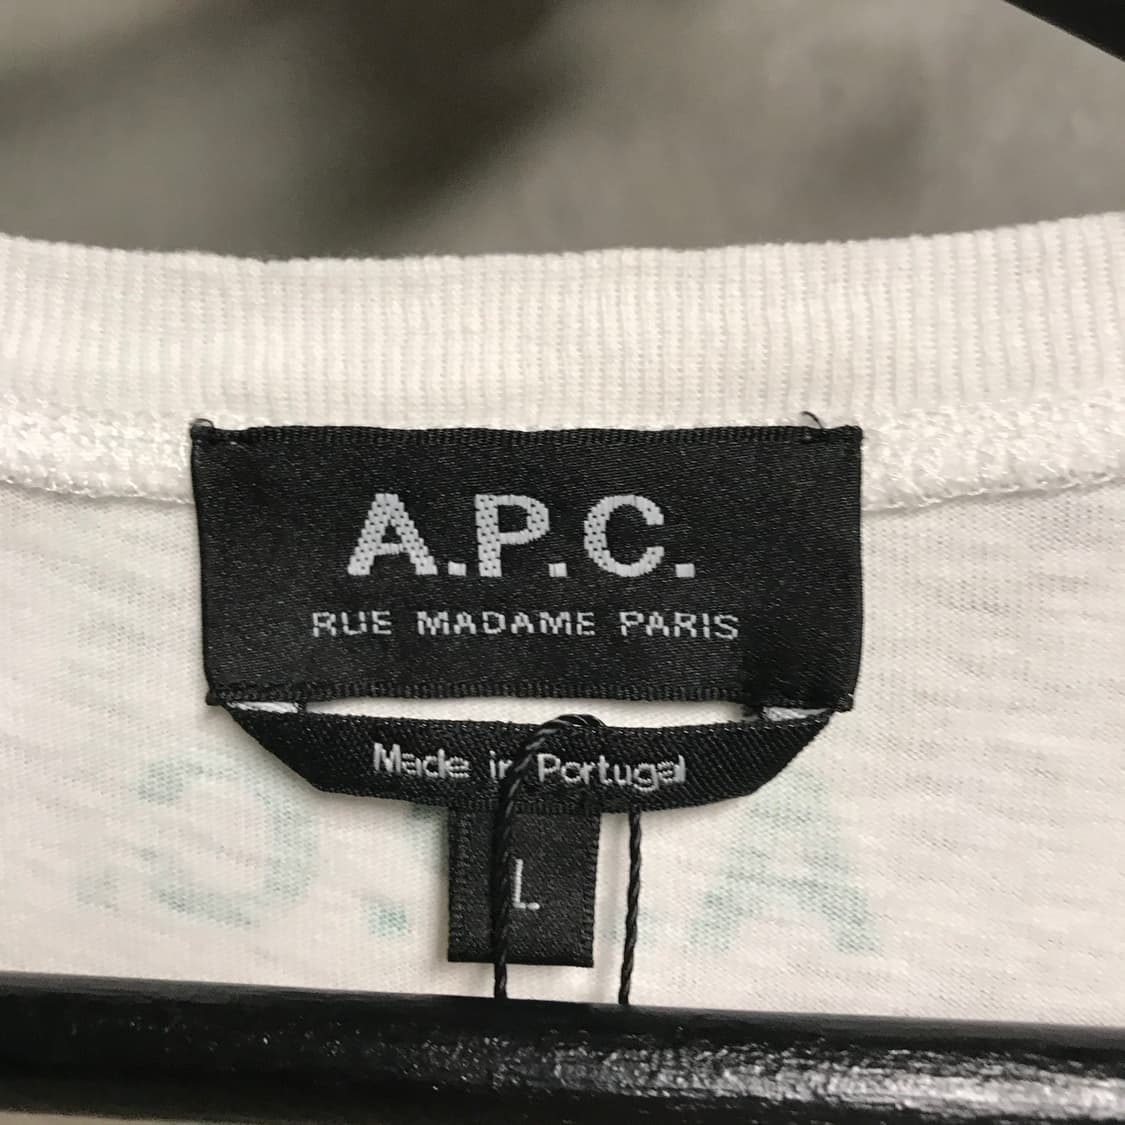 A.P.C.
RUE MADAME PARIS
Made in Portugal
L
A.P.C.